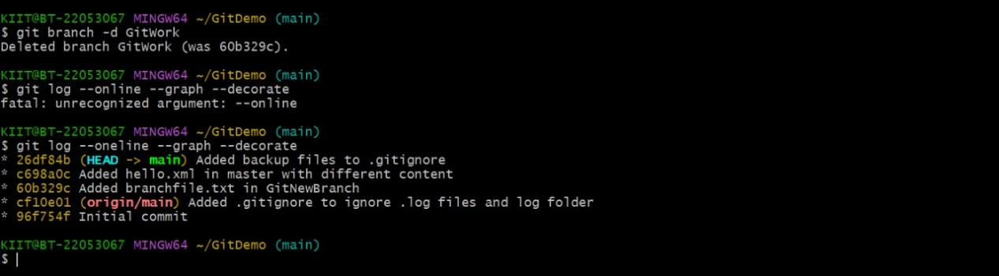 KIIT@BT-22053067 MINGW64 ~/GitDemo (main)
$ git branch -d GitWork
Deleted branch GitWork (was 60b329c).
KIIT@BT-22053067 MINGW64 ~/GitDemo (main)
$ git log --online --graph --decorate
fatal: unrecognized argument: --online
KIIT@BT-22053067 MINGW64 ~/GitDemo (main)
$ git log --oneline --graph --decorate
* 26df84b (HEAD -> main) Added backup files to .gitignore
* c698a0c Added hello.xml in master with different content
* 60b329c Added branchfile.txt in GitNewBranch
* cf10e01 (origin/main) Added .gitignore to ignore .log files and log folder
* 96f754f Initial commit
KIIT@BT-22053067 MINGW64 ~/GitDemo (main)
$